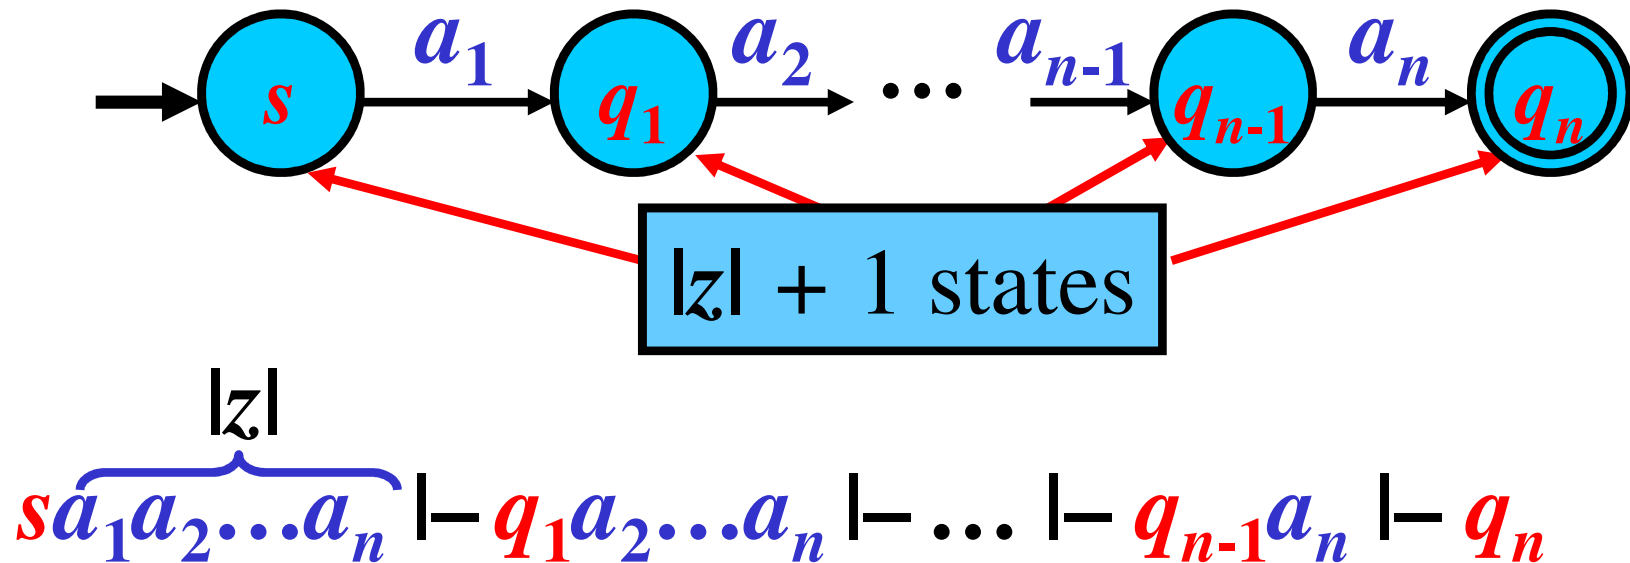 a₁ a₂ ... aₙ₋₁ aₙ
s q₁ qₙ₋₁ qₙ
|z| + 1 states
|z|
sa₁a₂...aₙ |– q₁a₂...aₙ |– ... |– qₙ₋₁aₙ |– qₙ